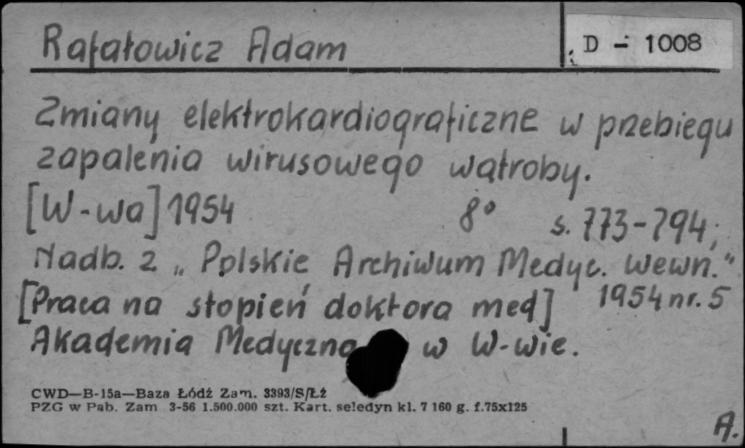 Rafałowicz Adam
D - 1008
Zmiany elektrokardiograficzne w przebiegu
zapalenia wirusowego wątroby.
[W-wa] 1954 8° s. 773-794;
Nadb. z „Polskie Archiwum Medyc. Wewn."
[Praca na stopień doktora med] 1954 nr. 5
Akademia Medyczna w W-wie.
CWD—B-15a—Baza Łódź Zam. 3393/S/Łź
PZG w Pab. Zam 3-56 1.500.000 szt. Kart. seledyn kl. 7 160 g. f.75x125
A.